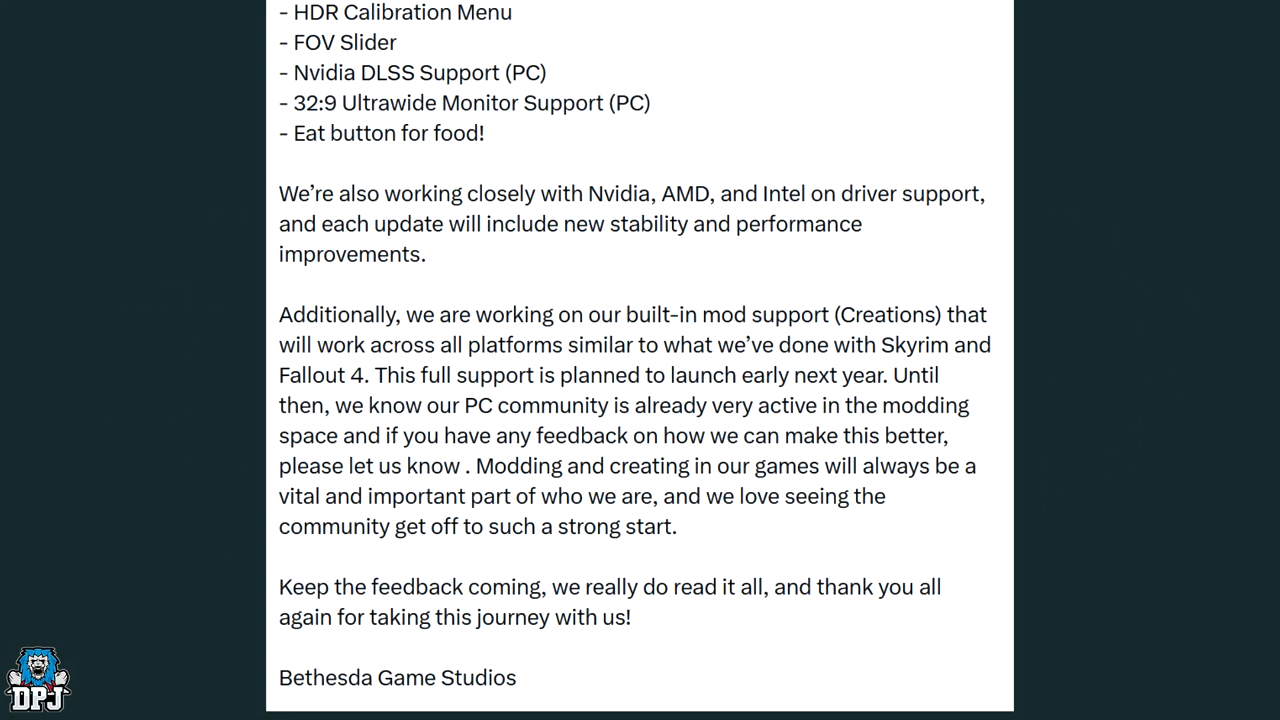 - HDR Calibration Menu
- FOV Slider
- Nvidia DLSS Support (PC)
- 32:9 Ultrawide Monitor Support (PC)
- Eat button for food!
We’re also working closely with Nvidia, AMD, and Intel on driver support,
and each update will include new stability and performance
improvements.
Additionally, we are working on our built-in mod support (Creations) that
will work across all platforms similar to what we’ve done with Skyrim and
Fallout 4. This full support is planned to launch early next year. Until
then, we know our PC community is already very active in the modding
space and if you have any feedback on how we can make this better,
please let us know . Modding and creating in our games will always be a
vital and important part of who we are, and we love seeing the
community get off to such a strong start.
Keep the feedback coming, we really do read it all, and thank you all
again for taking this journey with us!
Bethesda Game Studios
DPJ